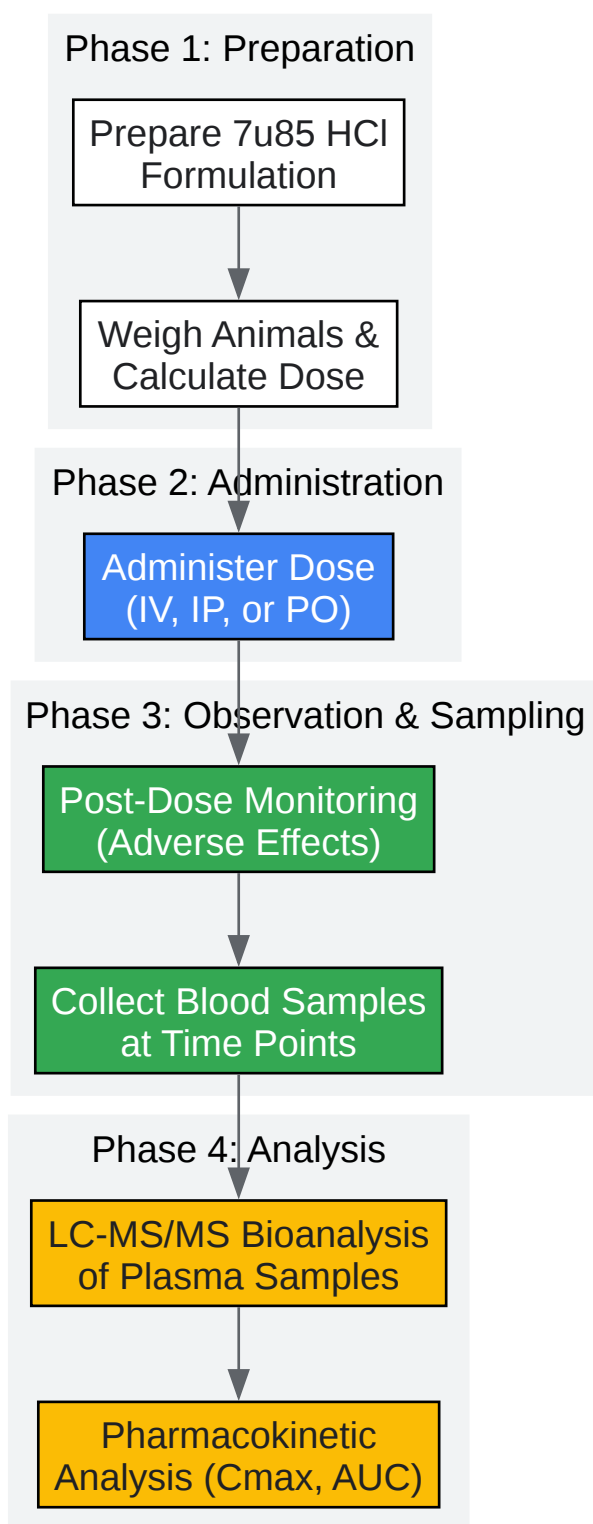 Phase 1: Preparation
Prepare 7u85 HCl
Formulation
Weigh Animals &
Calculate Dose
Phase 2: Administration
Administer Dose
(IV, IP, or PO)
Phase 3: Observation & Sampling
Post-Dose Monitoring
(Adverse Effects)
Collect Blood Samples
at Time Points
Phase 4: Analysis
LC-MS/MS Bioanalysis
of Plasma Samples
Pharmacokinetic
Analysis (Cmax, AUC)